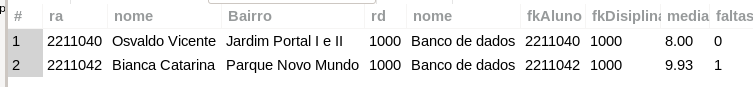 # ra nome Bairro rd nome fkAluno fkDisiplina media faltas
1 2211040 Osvaldo Vicente Jardim Portal I e II 1000 Banco de dados 2211040 1000 8.00 0
2 2211042 Bianca Catarina Parque Novo Mundo 1000 Banco de dados 2211042 1000 9.93 1